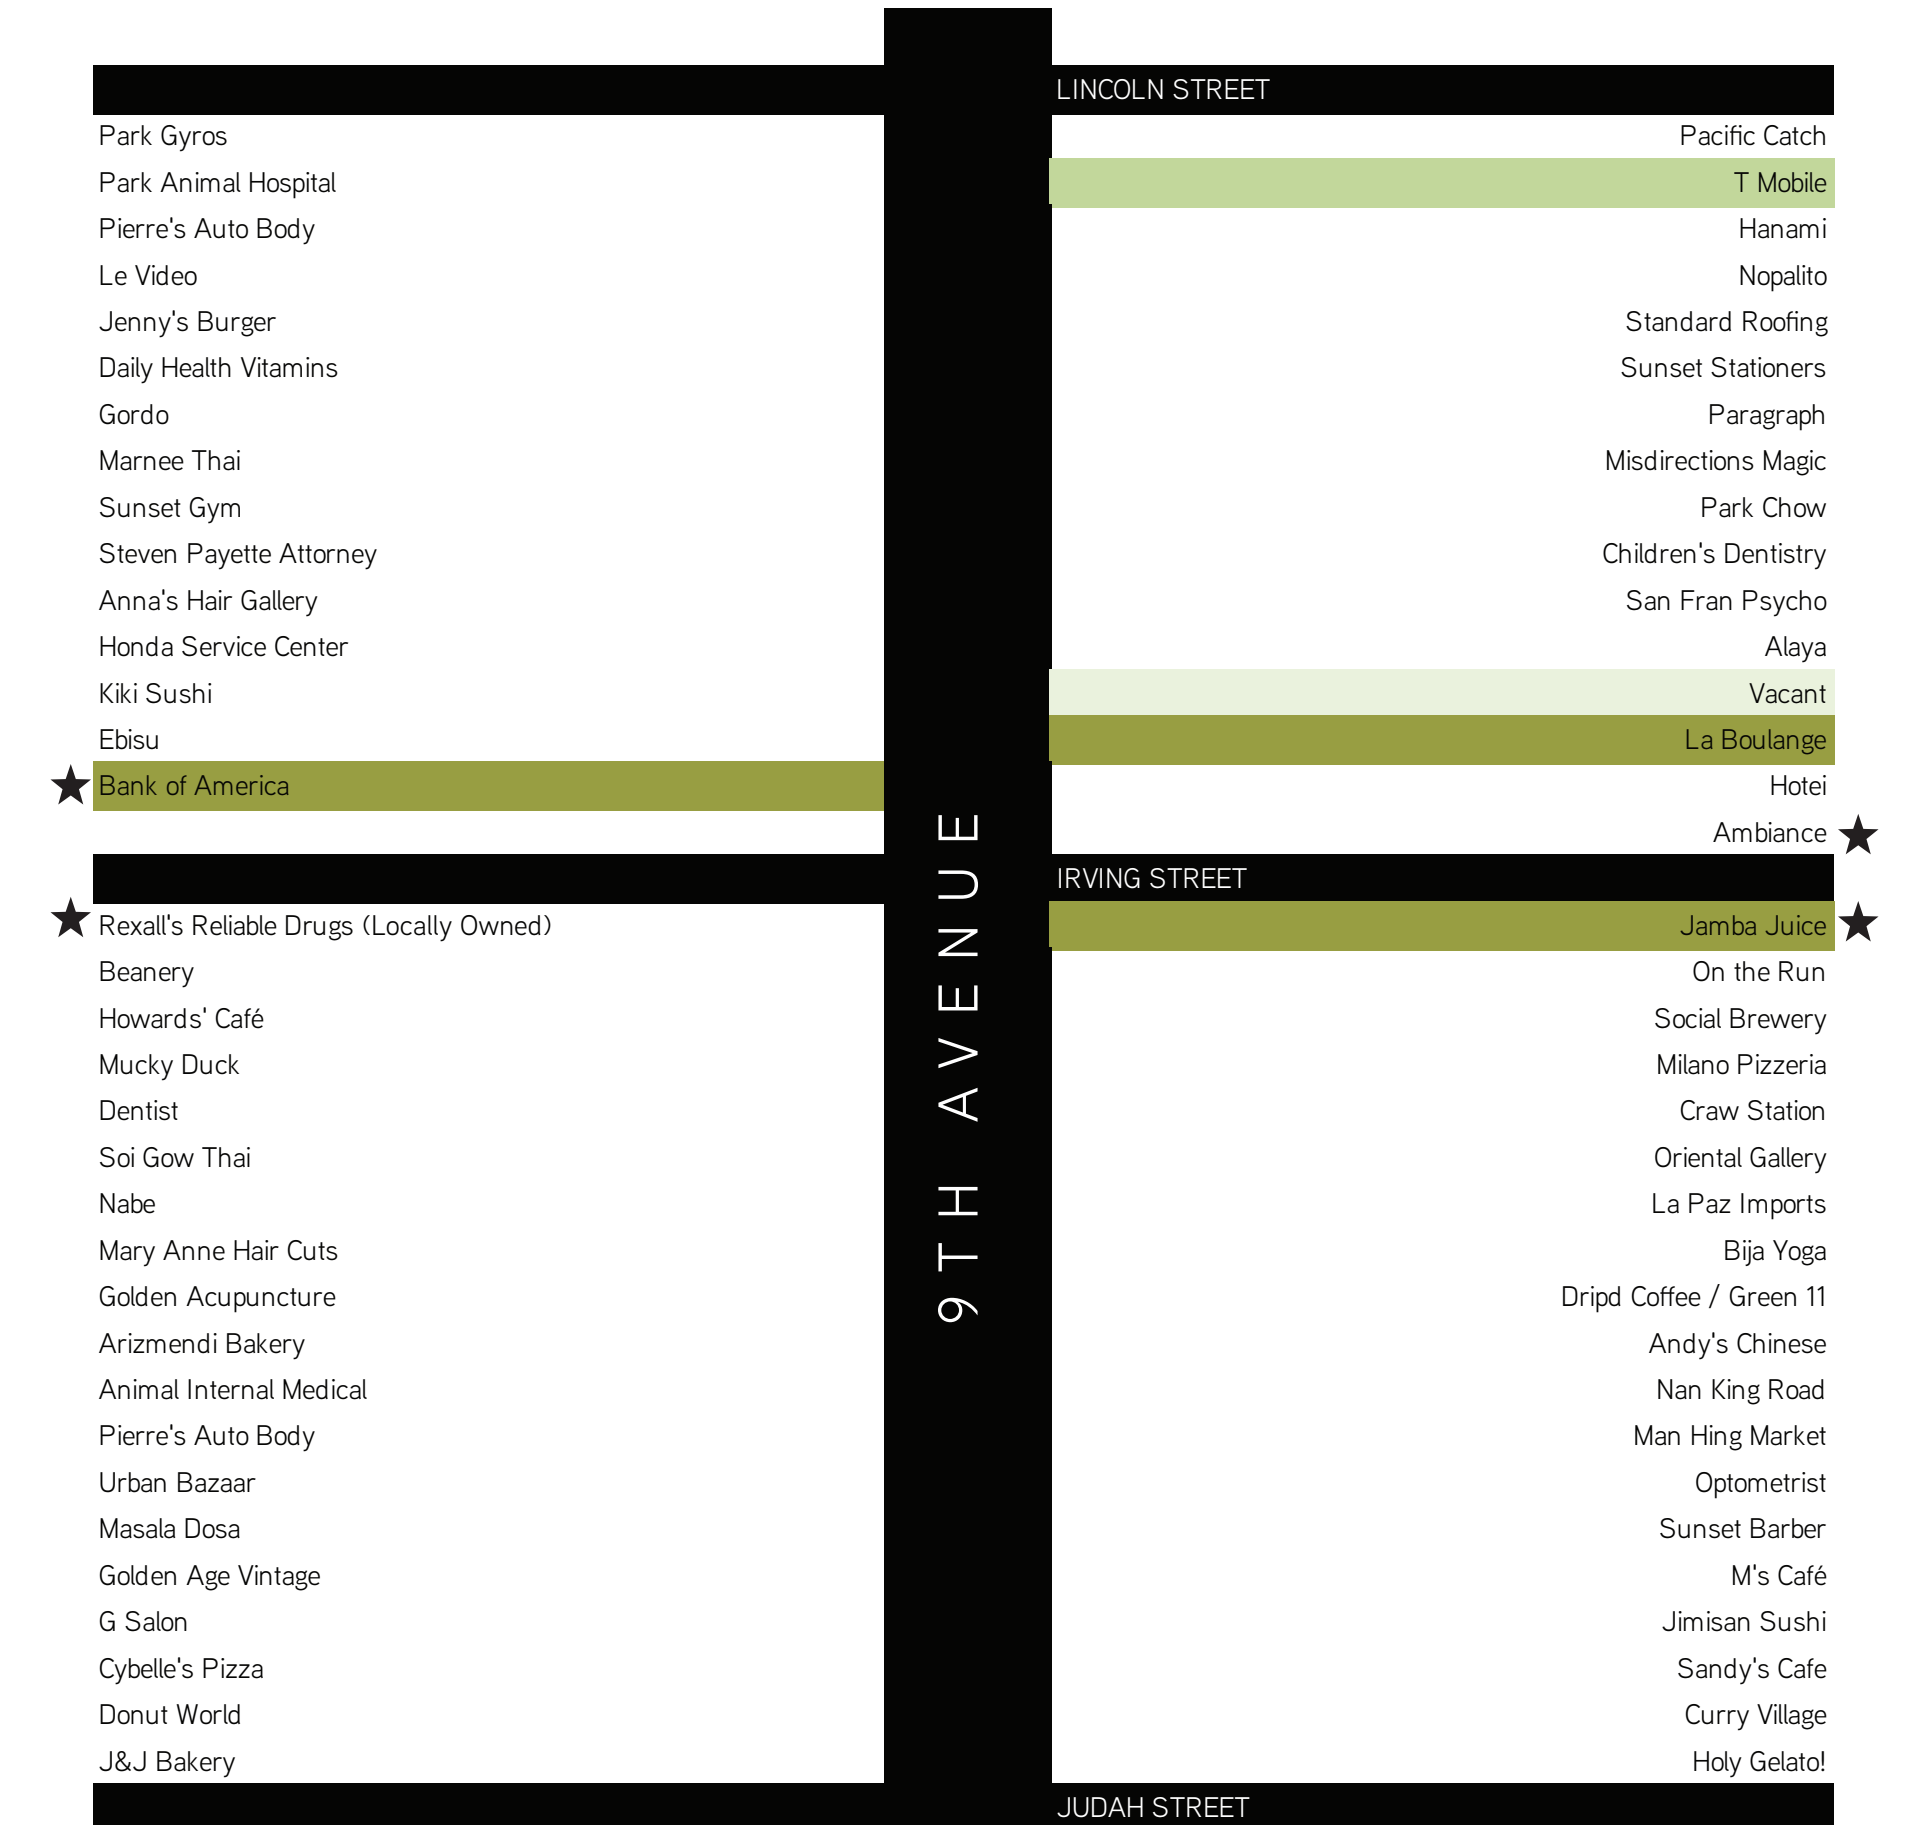 LINCOLN STREET
Park Gyros
Park Animal Hospital
Pierre's Auto Body
Le Video
Jenny's Burger
Daily Health Vitamins
Gordo
Marnee Thai
Sunset Gym
Steven Payette Attorney
Anna's Hair Gallery
Honda Service Center
Kiki Sushi
Ebisu
Bank of America
Pacific Catch
T Mobile
Hanami
Nopalito
Standard Roofing
Sunset Stationers
Paragraph
Misdirections Magic
Park Chow
Children's Dentistry
San Fran Psycho
Alaya
Vacant
La Boulange
Hotei
Ambiance
9TH AVENUE
IRVING STREET
Rexall's Reliable Drugs (Locally Owned)
Beanery
Howards' Café
Mucky Duck
Dentist
Soi Gow Thai
Nabe
Mary Anne Hair Cuts
Golden Acupuncture
Arizmendi Bakery
Animal Internal Medical
Pierre's Auto Body
Urban Bazaar
Masala Dosa
Golden Age Vintage
G Salon
Cybelle's Pizza
Donut World
J&J Bakery
Jamba Juice
On the Run
Social Brewery
Milano Pizzeria
Craw Station
Oriental Gallery
La Paz Imports
Bija Yoga
Dripd Coffee / Green 11
Andy's Chinese
Nan King Road
Man Hing Market
Optometrist
Sunset Barber
M's Café
Jimisan Sushi
Sandy's Cafe
Curry Village
Holy Gelato!
JUDAH STREET